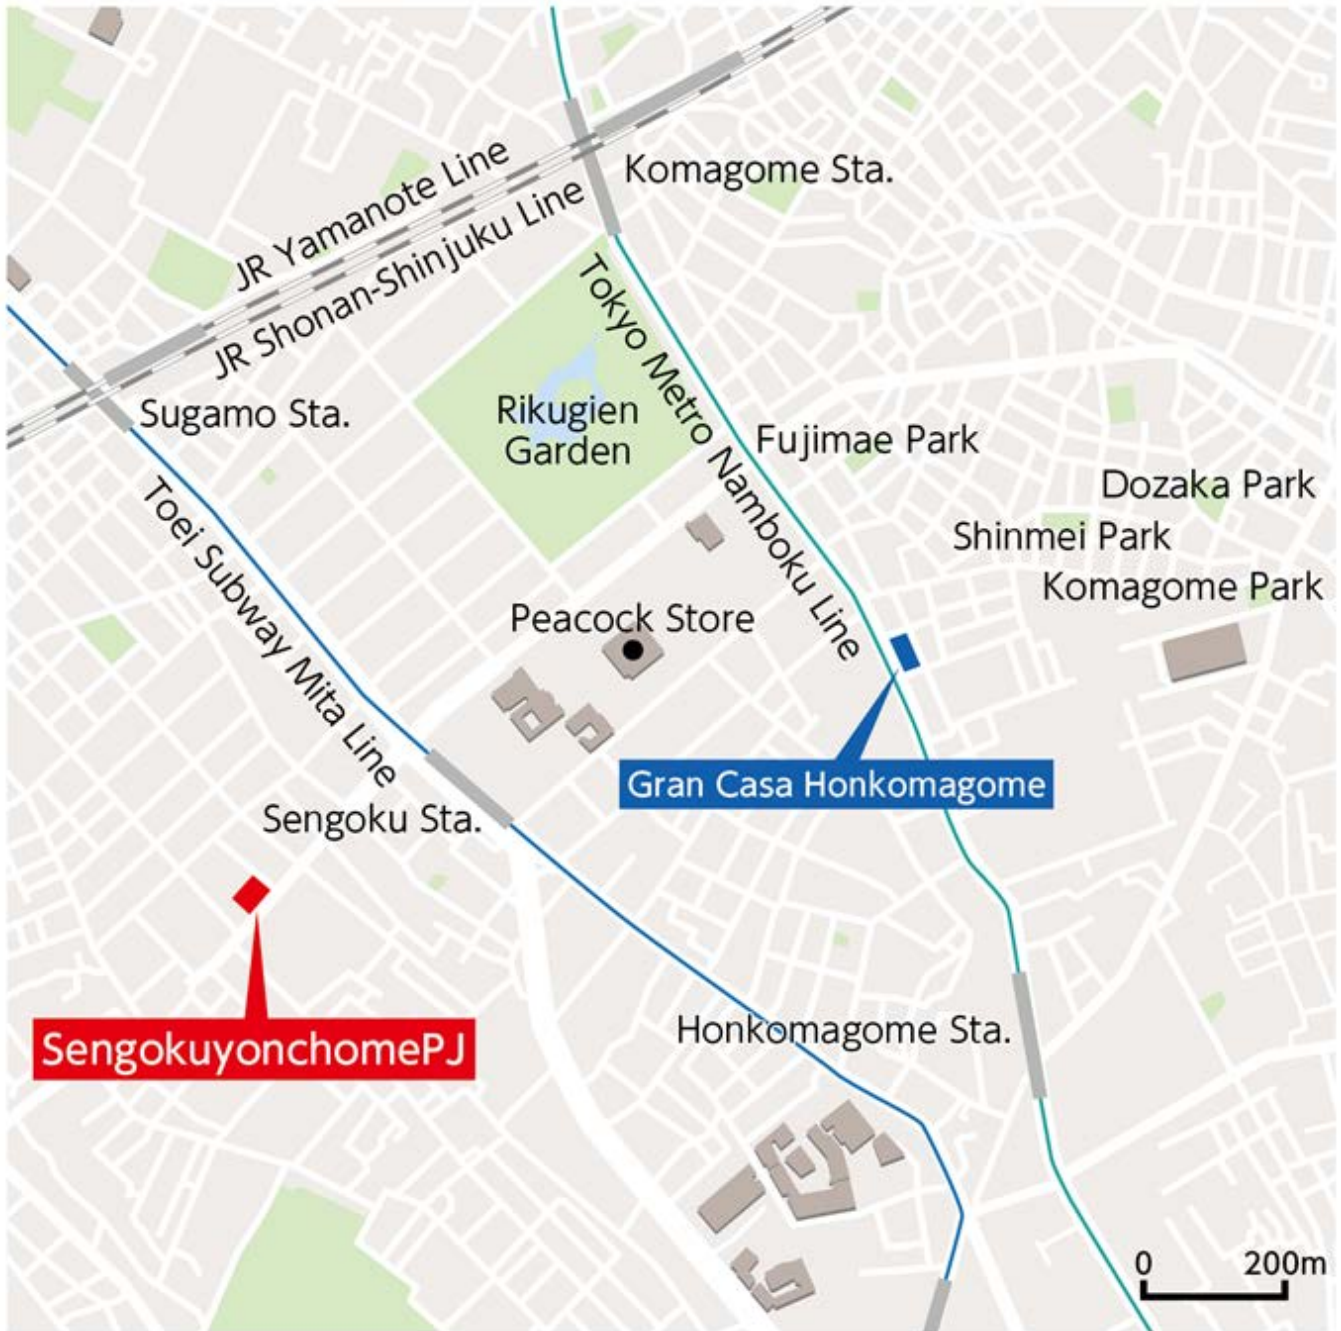 Komagome Sta.
JR Yamanote Line
JR Shonan-Shinjuku Line
Tokyo Metro Namboku Line
Sugamo Sta.
Rikugien
Garden
Fujimae Park
Dozaka Park
Shinmei Park
Komagome Park
Toei Subway Mita Line
Peacock Store
Gran Casa Honkomagome
Sengoku Sta.
SengokuyonchomePJ
Honkomagome Sta.
0 200m